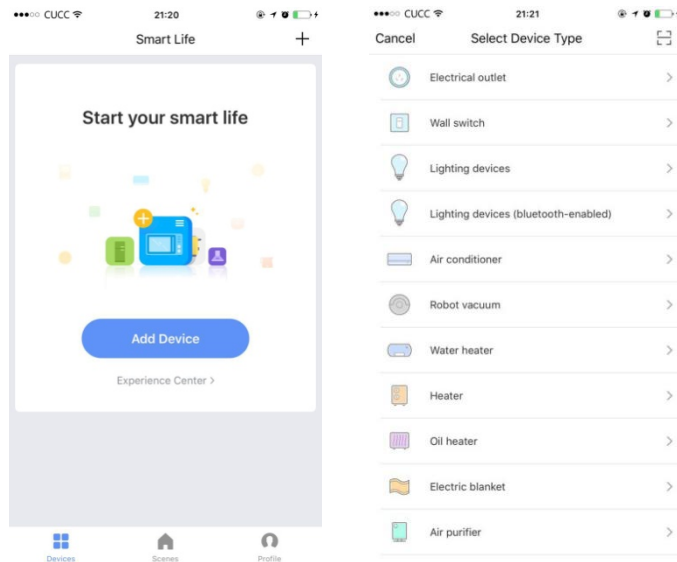 CUCC 21:20
Smart Life
Start your smart life
Add Device
Experience Center >
Devices Scenes Profile
CUCC 21:21
Cancel Select Device Type
Electrical outlet
Wall switch
Lighting devices
Lighting devices (bluetooth-enabled)
Air conditioner
Robot vacuum
Water heater
Heater
Oil heater
Electric blanket
Air purifier